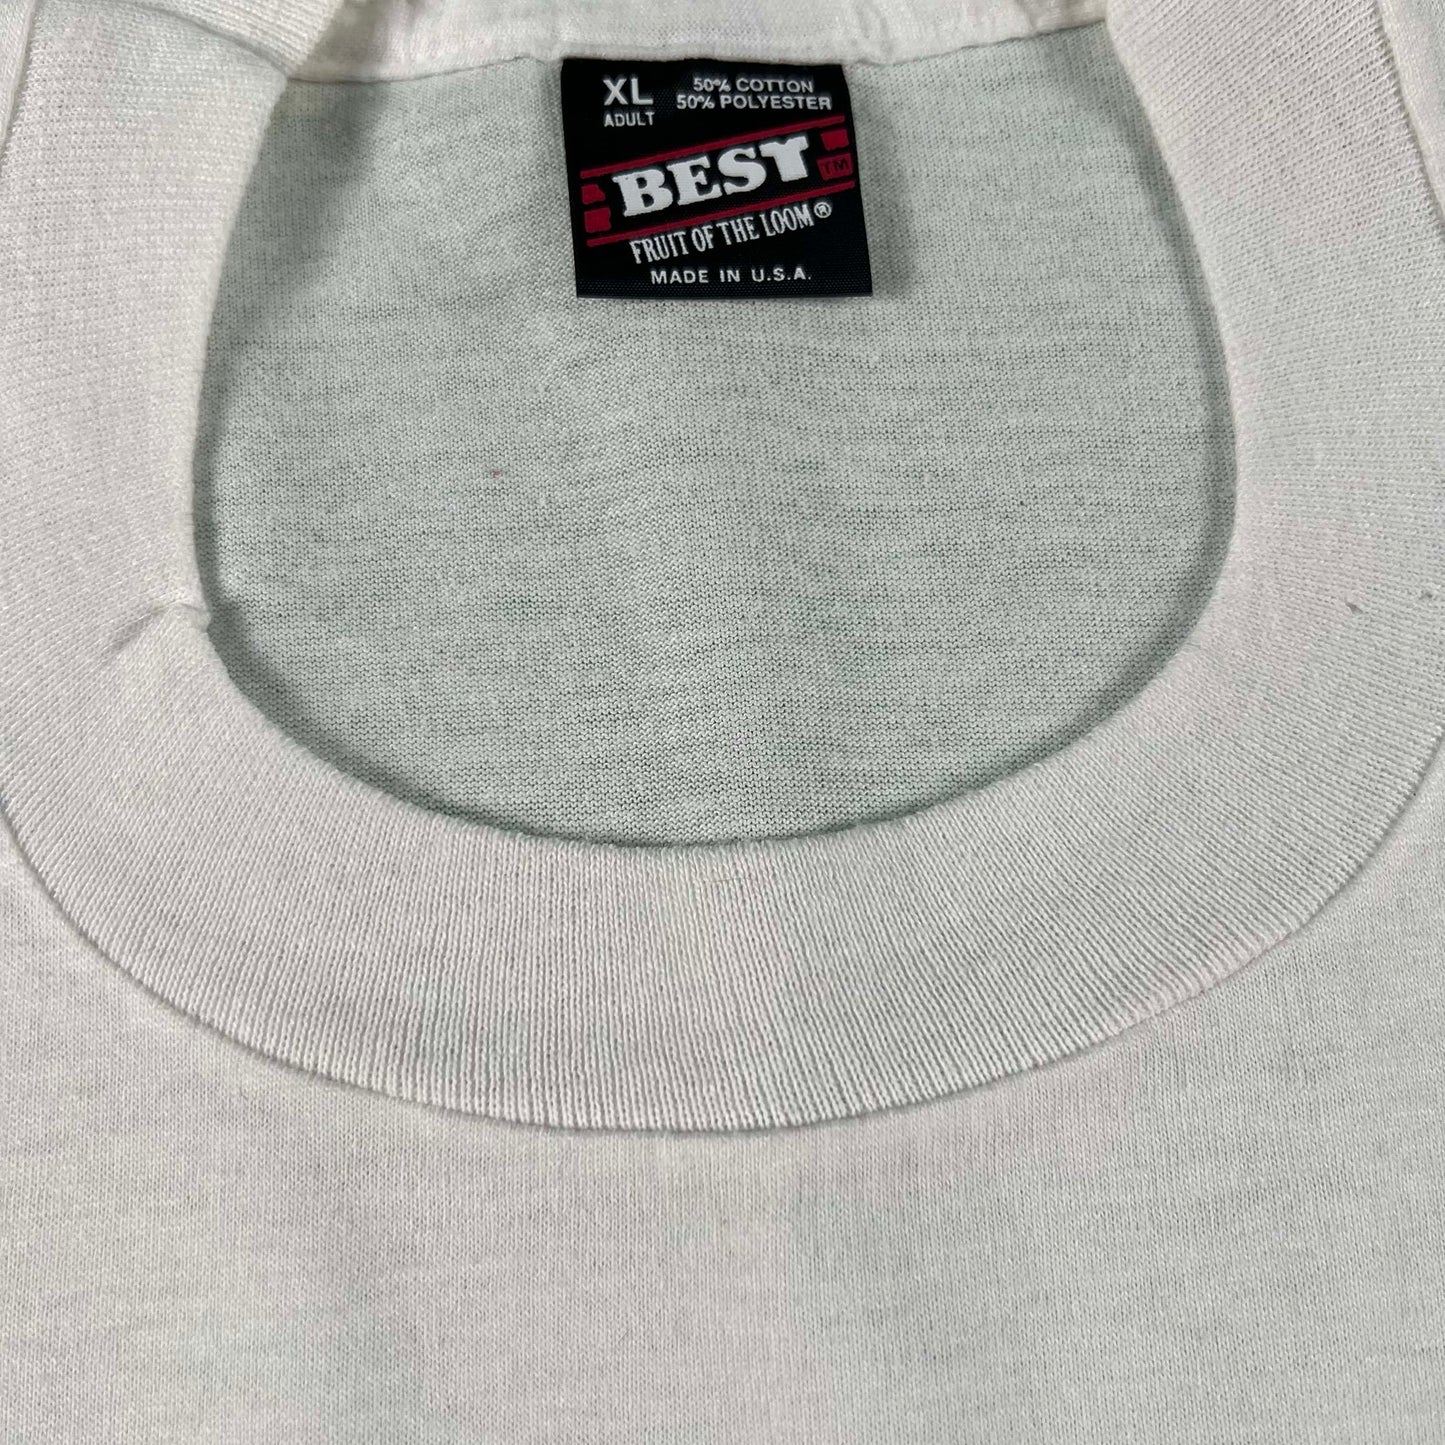 XL
ADULT
50% COTTON
50% POLYESTER
BEST TM
FRUIT OF THE LOOM®
MADE IN U.S.A.